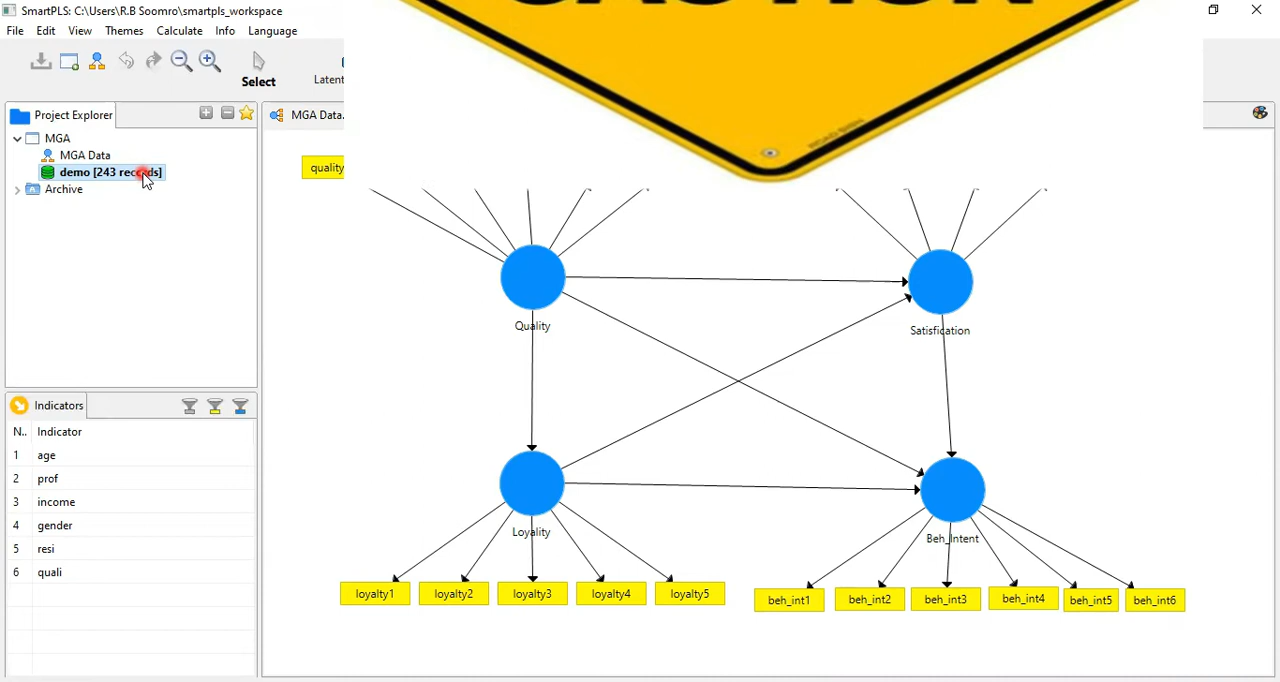 SmartPLS: C:\Users\R.B Soomro\smartpls_workspace
File Edit View Themes Calculate Info Language
Select
Latent
Project Explorer
MGA Data.
MGA
MGA Data
demo [243 records]
Archive
quality
Quality
Satisfication
Indicators
N.. Indicator
1 age
2 prof
3 income
4 gender
5 resi
6 quali
Loyality
Beh_Intent
loyalty1 loyalty2 loyalty3 loyalty4 loyalty5
beh_int1 beh_int2 beh_int3 beh_int4 beh_int5 beh_int6